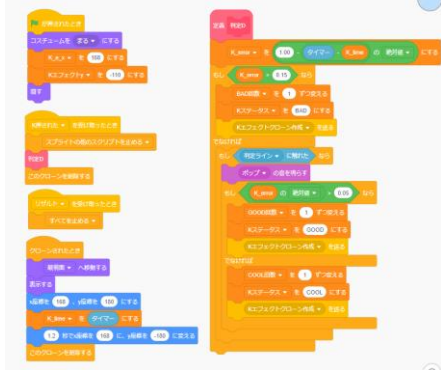 が押されたとき
コスチュームを まる にする
を 168 にする
Kエフェクトy を -110 にする
隠す
K押された を受け取ったとき
スプライトの他のスクリプトを止める
判定D
このクローンを削除する
リザルト を受け取ったとき
すべてを止める
クローンされたとき
へ移動する
表示する
x座標を 168 、y座標を 180 にする
K_time を タイマー にする
1.2 秒でx座標を 168 に、y座標を -180 に変える
このクローンを削除する
定義 判定D
K_error を 1.00 - タイマー - K_time の 絶対値 にする
もし K_error > 0.15 なら
BAD回数 を 1 ずつ変える
Kステータス を BAD にする
Kエフェクトクローン作成 を送る
でなければ
もし 判定ライン に触れた なら
ポップ の音を鳴らす
もし K_error の 絶対値 > 0.05 なら
GOOD回数 を 1 ずつ変える
Kステータス を GOOD にする
Kエフェクトクローン作成 を送る
でなければ
COOL回数 を 1 ずつ変える
Kステータス を COOL にする
Kエフェクトクローン作成 を送る